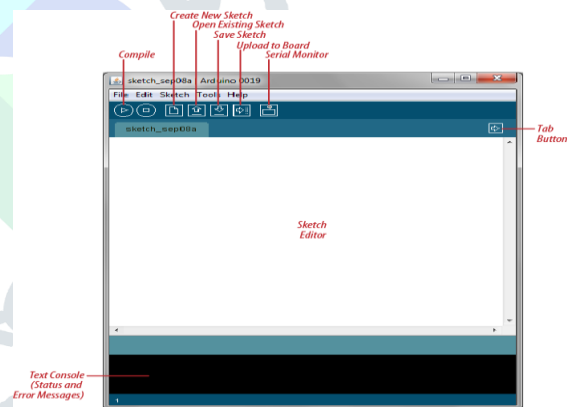 Create New Sketch
Open Existing Sketch
Save Sketch
Upload to Board
Serial Monitor
Compile
sketch_sep08a | Arduino 0019
File Edit Sketch Tools Help
sketch_sep08a
Tab
Button
Sketch
Editor
Text Console
(Status and
Error Messages)
1